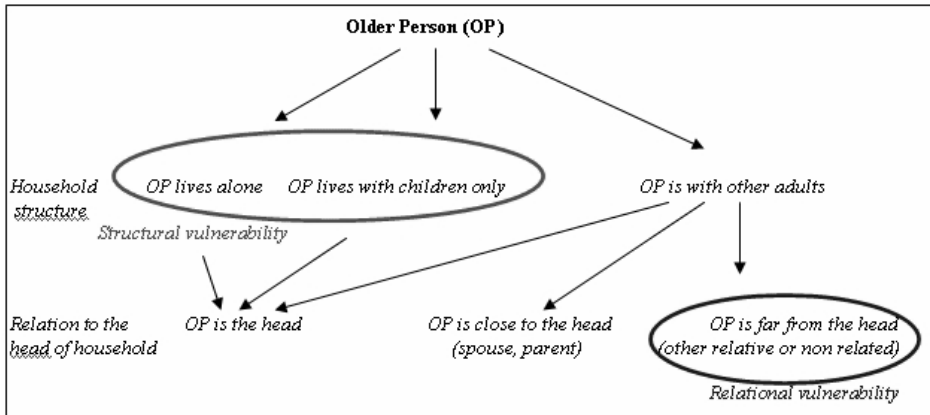 Older Person (OP)
Household structure
OP lives alone
OP lives with children only
OP is with other adults
Structural vulnerability
Relation to the head of household
OP is the head
OP is close to the head
(spouse, parent)
OP is far from the head
(other relative or non related)
Relational vulnerability